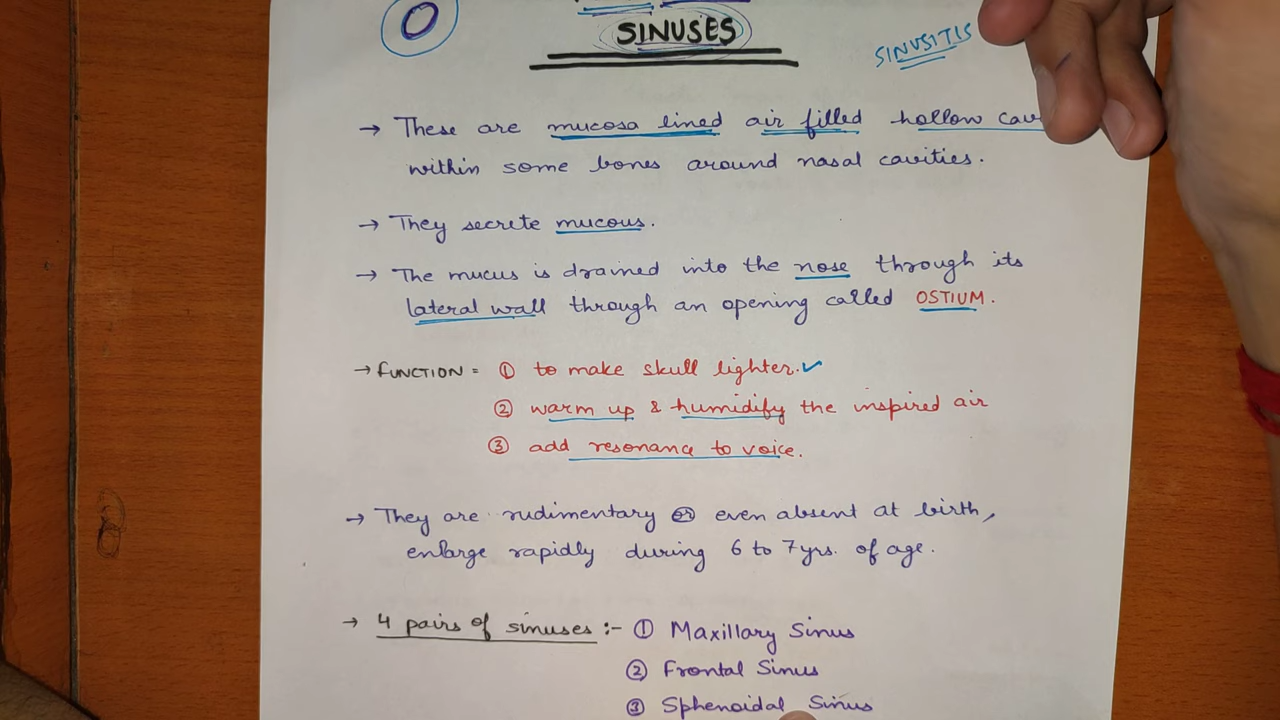 SINUSES
SINUSITIS
→ These are mucosa lined air filled hollow cav
within some bones around nasal cavities.
→ They secrete mucous.
→ The mucus is drained into the nose through its
lateral wall through an opening called OSTIUM.
→ FUNCTION = ① to make skull lighter. ✓
② warm up & humidify the inspired air
③ add resonance to voice.
→ They are rudimentary or even absent at birth,
enlarge rapidly during 6 to 7 yrs. of age.
→ 4 pairs of sinuses :- ① Maxillary Sinus
② Frontal Sinus
③ Sphenoidal Sinus